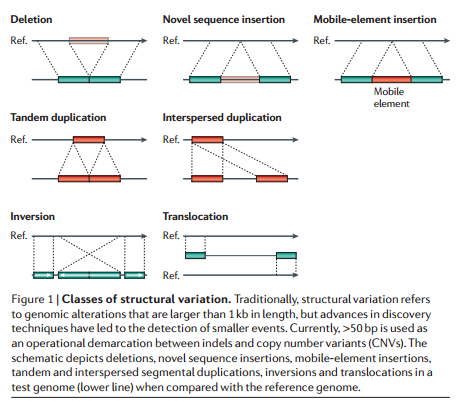 Deletion
Novel sequence insertion
Mobile-element insertion
Ref.
Ref.
Ref.
Mobile
element
Tandem duplication
Interspersed duplication
Ref.
Ref.
Inversion
Translocation
Ref.
Ref.
Ref.
Figure 1 | Classes of structural variation. Traditionally, structural variation refers
to genomic alterations that are larger than 1 kb in length, but advances in discovery
techniques have led to the detection of smaller events. Currently, >50 bp is used as
an operational demarcation between indels and copy number variants (CNVs). The
schematic depicts deletions, novel sequence insertions, mobile-element insertions,
tandem and interspersed segmental duplications, inversions and translocations in a
test genome (lower line) when compared with the reference genome.